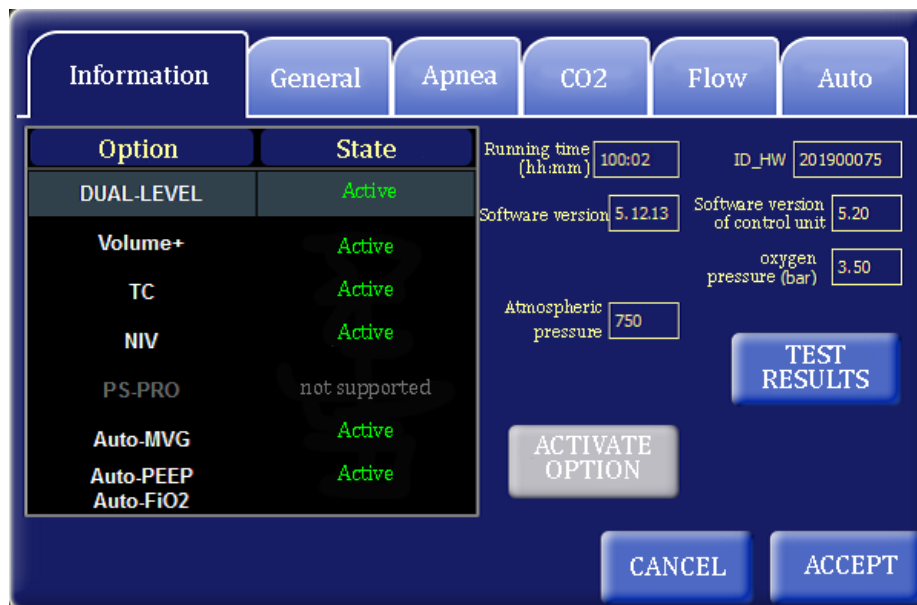 Information General Apnea CO2 Flow Auto
Option State
DUAL-LEVEL Active
Volume+ Active
TC Active
NIV Active
PS-PRO not supported
Auto-MVG Active
Auto-PEEP Active
Auto-FiO2
Running time
(hh:mm) 100:02
ID_HW 201900075
Software version 5.12.13
Software version
of control unit 5.20
oxygen
pressure (bar) 3.50
Atmospheric
pressure 750
TEST
RESULTS
ACTIVATE
OPTION
CANCEL ACCEPT